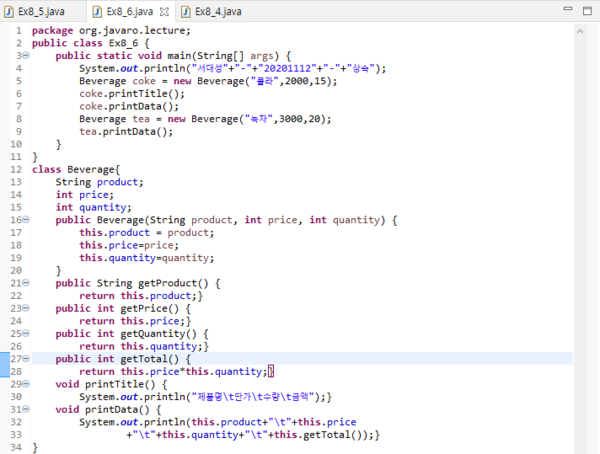 Ex8_5.java
Ex8_6.java
*Ex8_4.java
1 package org.javaro.lecture;
2 public class Ex8_6 {
3 public static void main(String[] args) {
4 System.out.println("서대성"+"-"+"20201112"+"-"+"상속");
5 Beverage coke = new Beverage("콜라",2000,15);
6 coke.printTitle();
7 coke.printData();
8 Beverage tea = new Beverage("녹차",3000,20);
9 tea.printData();
10 }
11 }
12 class Beverage{
13 String product;
14 int price;
15 int quantity;
16 public Beverage(String product, int price, int quantity) {
17 this.product = product;
18 this.price=price;
19 this.quantity=quantity;
20 }
21 public String getProduct() {
22 return this.product;}
23 public int getPrice() {
24 return this.price;}
25 public int getQuantity() {
26 return this.quantity;}
27 public int getTotal() {
28 return this.price*this.quantity;}
29 void printTitle() {
30 System.out.println("제품명\t단가\t수량\t금액");}
31 void printData() {
32 System.out.println(this.product+"\t"+this.price
33 +"\t"+this.quantity+"\t"+this.getTotal());}
34 }